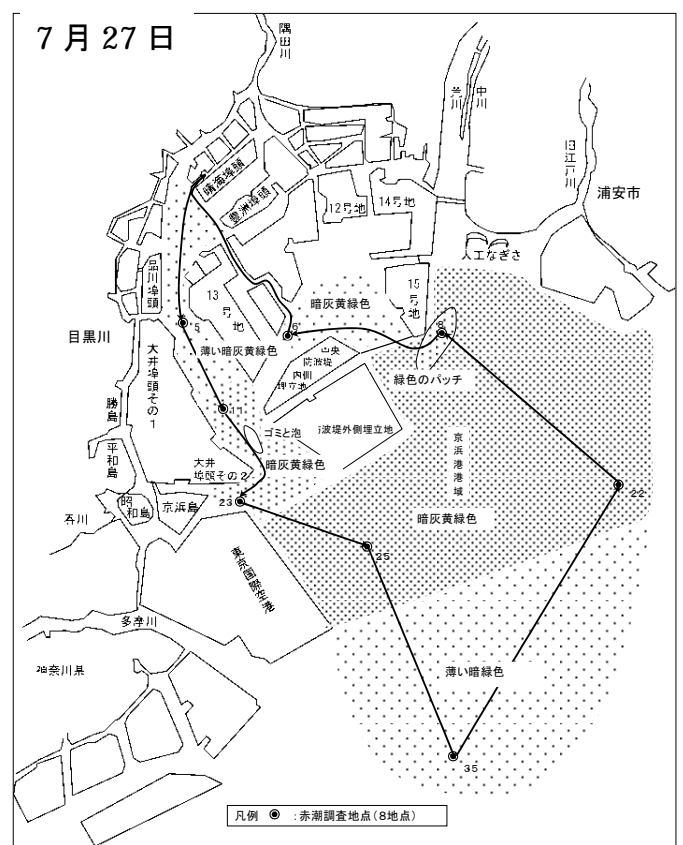 7月27日
隅田川
荒川
中川
旧江戸川
浦安市
晴海埠頭
豊洲埠頭
12号地
14号地
人工なぎさ
品川埠頭
13号地
15号地
暗灰黄緑色
目黒川
5
6
8
薄い暗灰黄緑色
中央防波堤内側埋立地
緑色のパッチ
大井埠頭その1
11
ゴミと泡
波堤外側埋立地
京浜港港域
勝島
平和島
大井埠頭その2
暗灰黄緑色
昭和島
京浜島
23
22
暗灰黄緑色
25
東京国際空港
多摩川
神奈川県
薄い暗緑色
35
凡例 ◉ :赤潮調査地点(8地点)